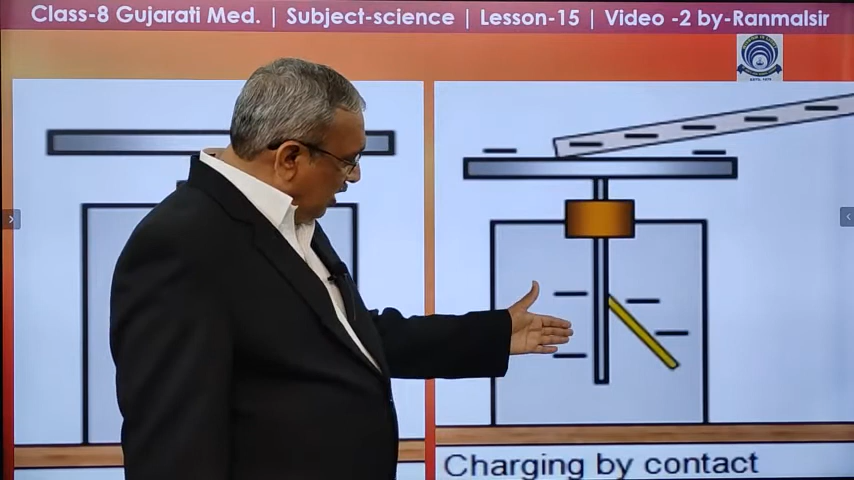 Class-8 Gujarati Med. | Subject-science | Lesson-15 | Video -2 by-Ranmalsir
Charging by contact